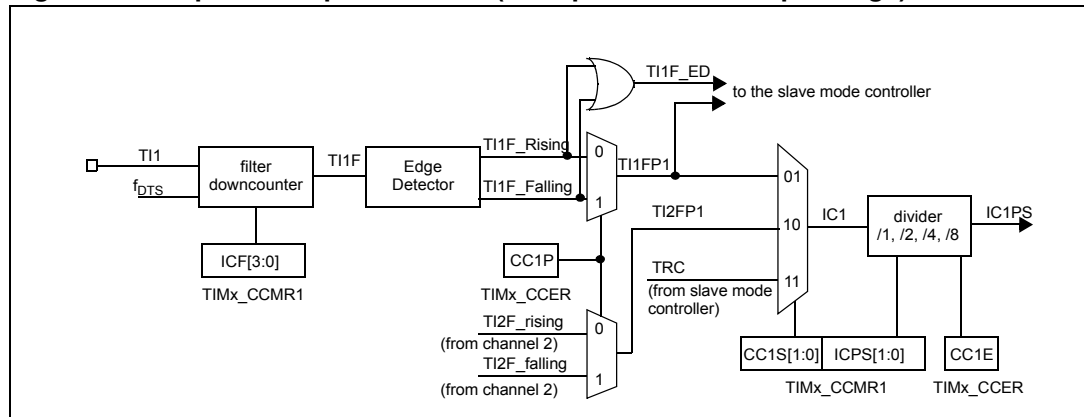 TI1F_ED
to the slave mode controller
TI1
f_DTS
filter
downcounter
TI1F
Edge
Detector
TI1F_Rising
TI1F_Falling
0
1
TI1FP1
TI2FP1
01
10
11
IC1
divider
/1, /2, /4, /8
IC1PS
ICF[3:0]
TIMx_CCMR1
CC1P
TIMx_CCER
TRC
(from slave mode
controller)
TI2F_rising
(from channel 2)
TI2F_falling
(from channel 2)
0
1
CC1S[1:0]
ICPS[1:0]
CC1E
TIMx_CCMR1
TIMx_CCER